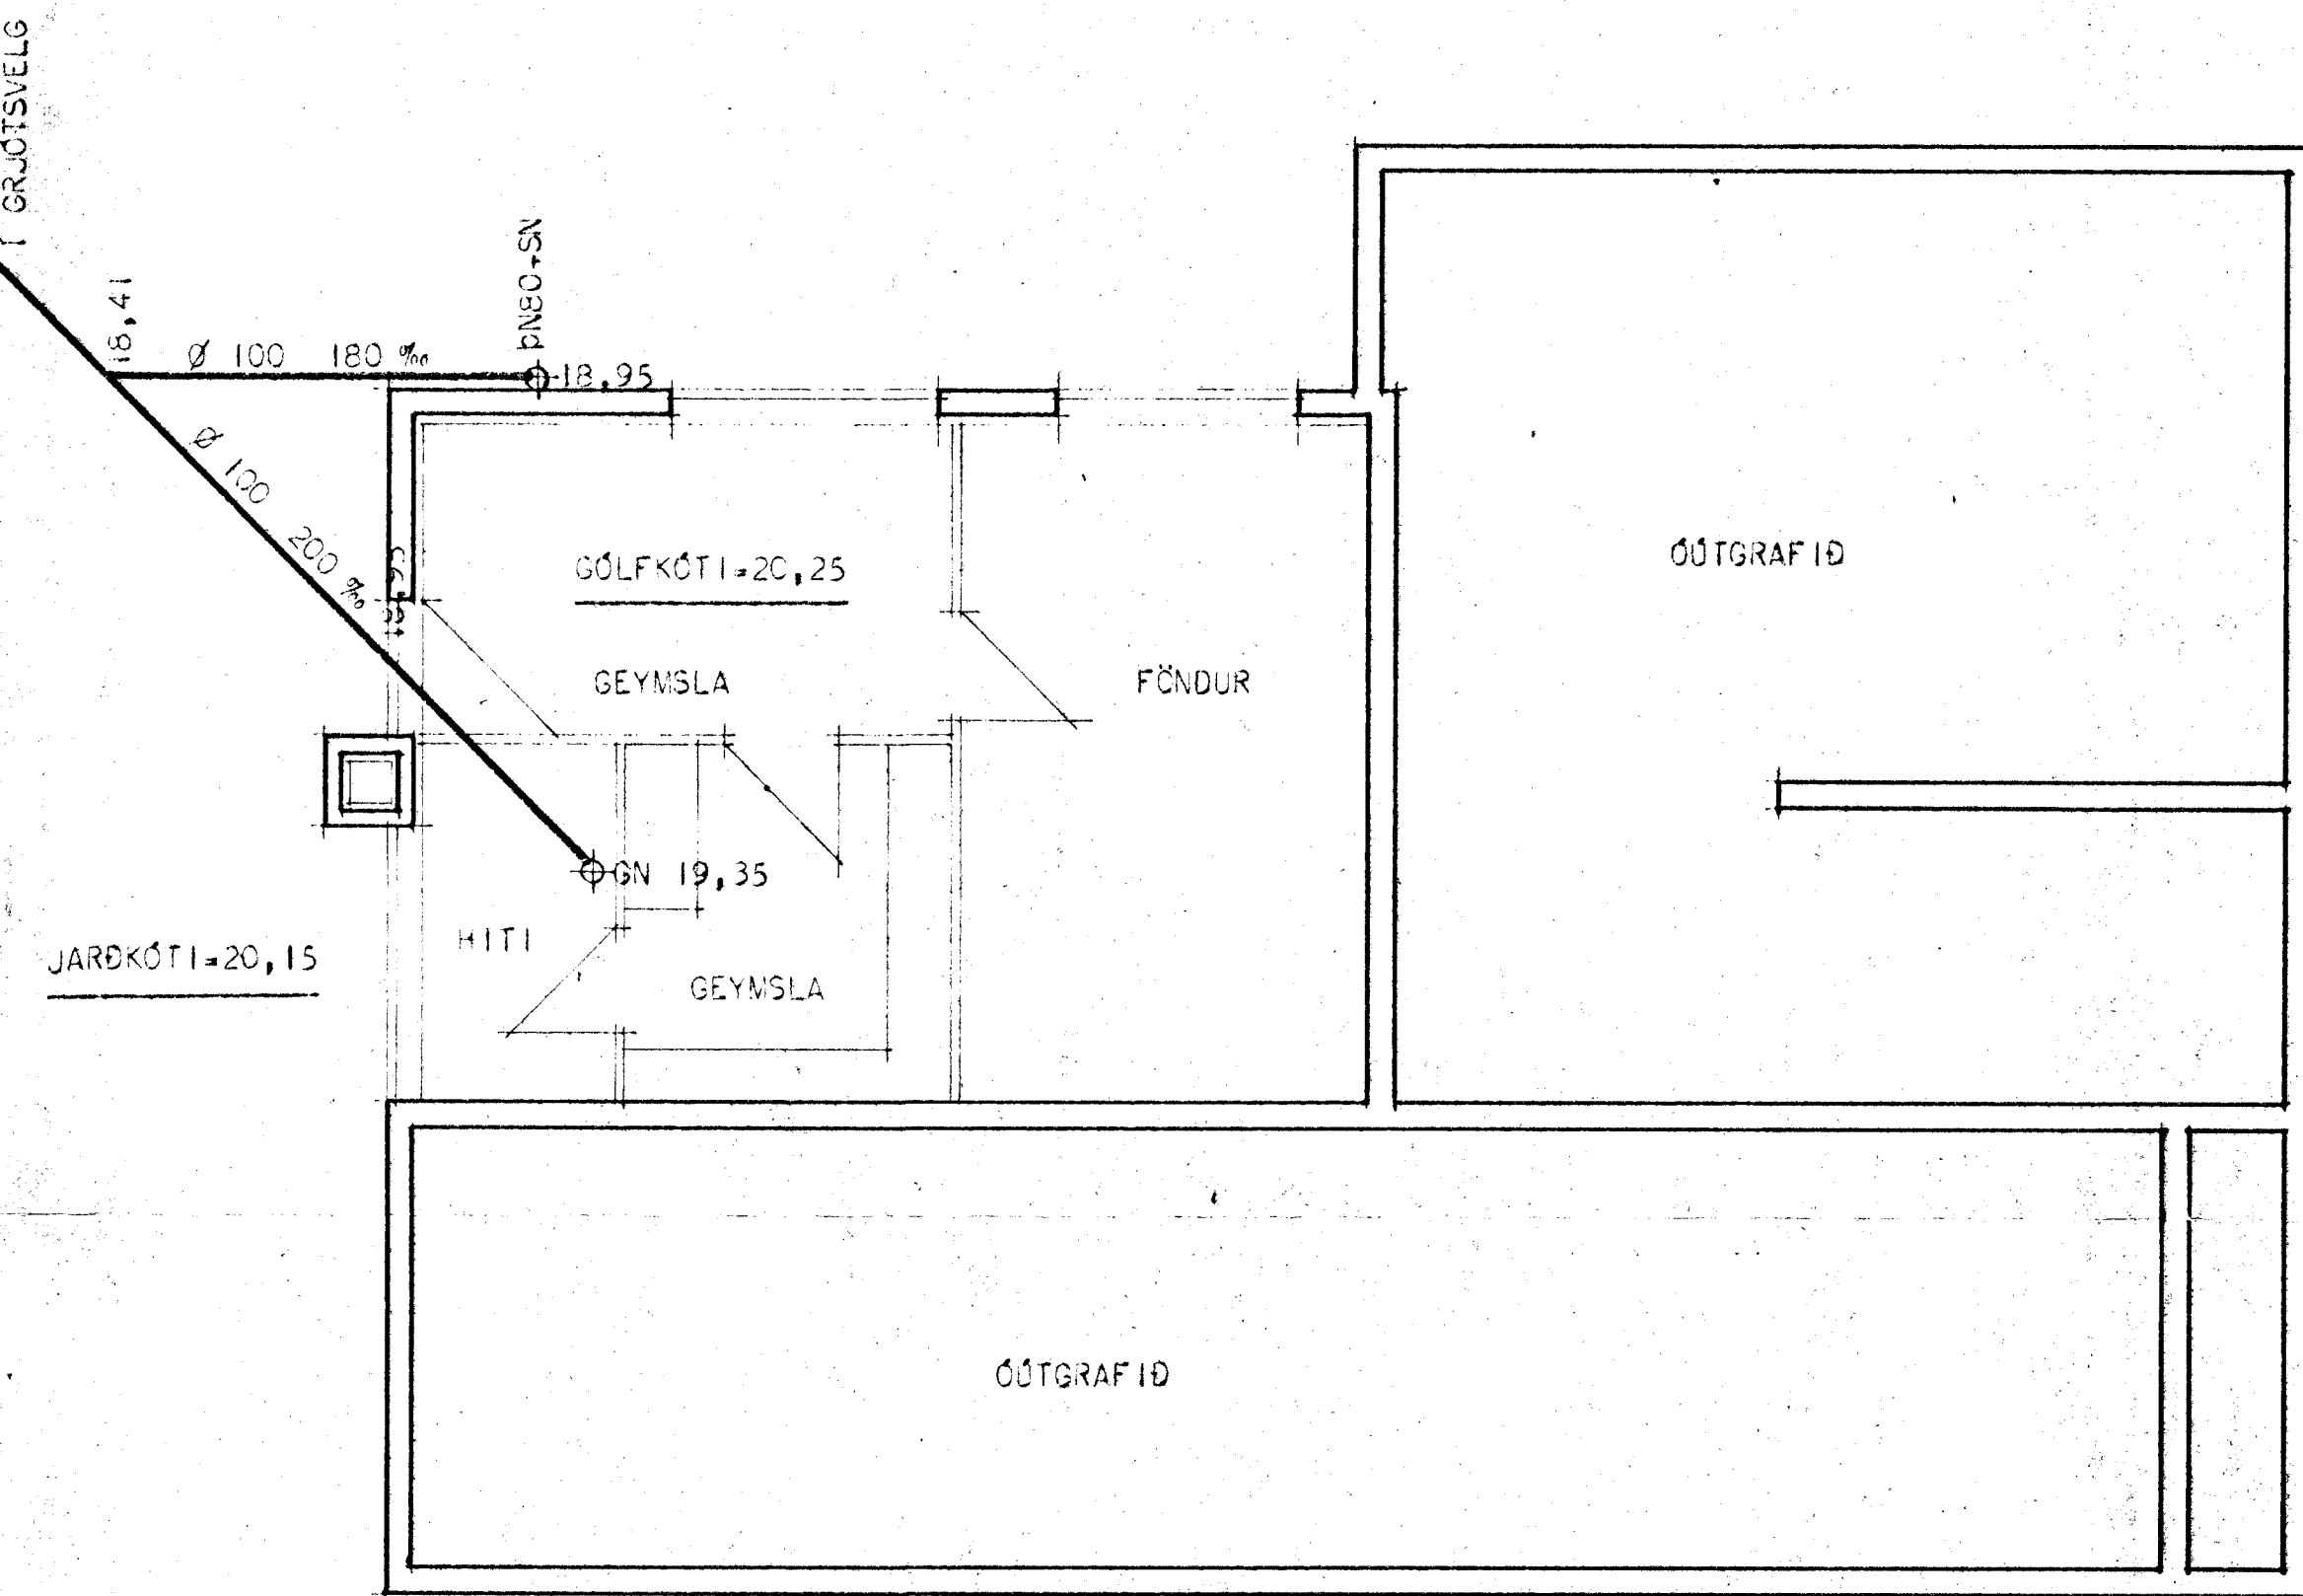 Í GRJÓTSVELG
18,41
Ø 100 180 ‰
ÞN80+SN
18,95
Ø 100 200 ‰
GÓLFKÓTI=20,25
ÓÚTGRAFIÐ
GEYMSLA
FÖNDUR
GN 19,35
HITI
JARÐKÓTI=20,15
GEYMSLA
ÓÚTGRAFIÐ